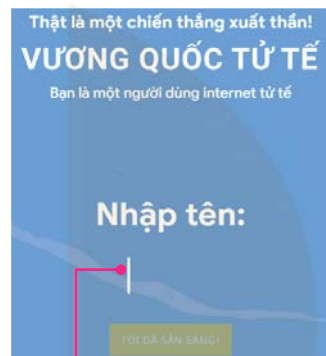 Thật là một chiến thắng xuất thần!
VƯƠNG QUỐC TỬ TẾ
Bạn là một người dùng internet tử tế
Nhập tên:
TÔI ĐÃ SẴN SÀNG!